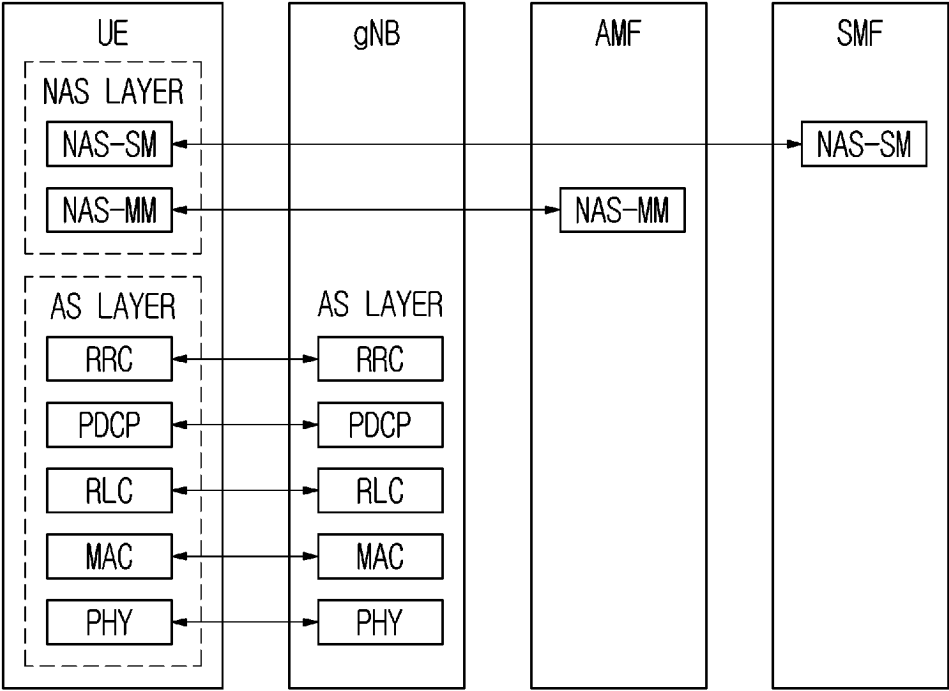 UE
gNB
AMF
SMF
NAS LAYER
NAS-SM
NAS-SM
NAS-MM
NAS-MM
AS LAYER
AS LAYER
RRC
RRC
PDCP
PDCP
RLC
RLC
MAC
MAC
PHY
PHY